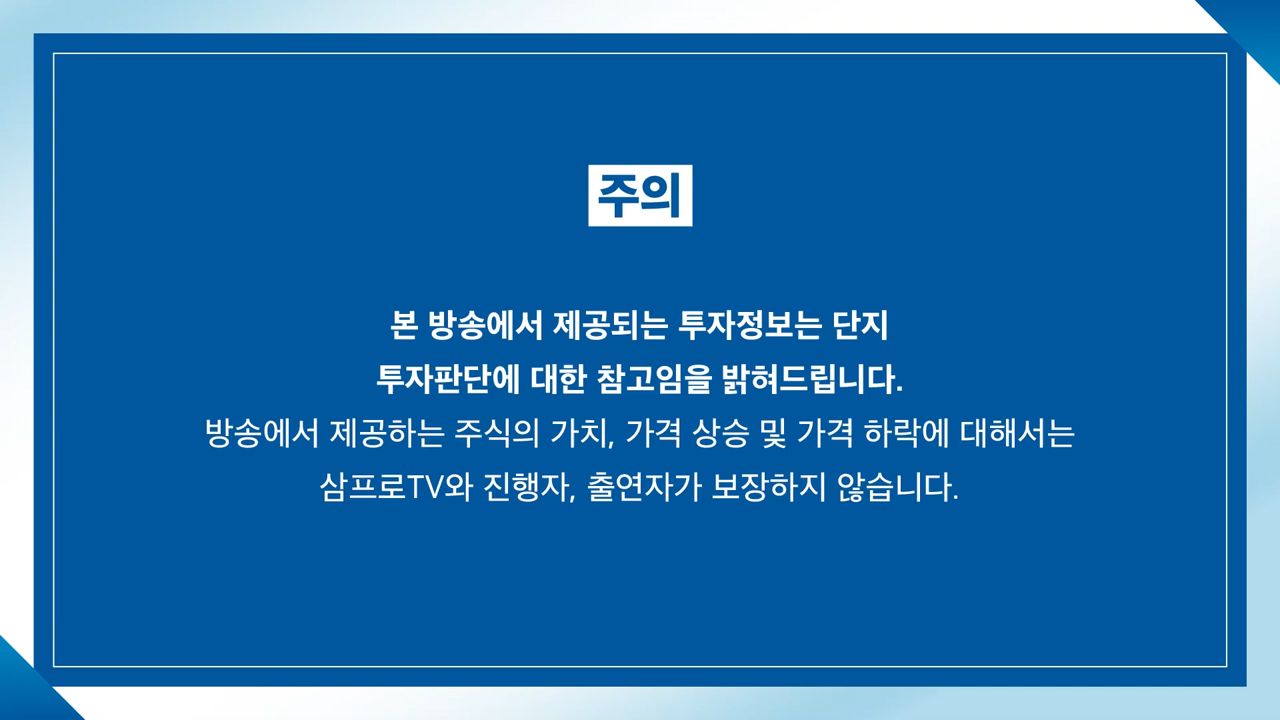 주의
본 방송에서 제공되는 투자정보는 단지
투자판단에 대한 참고임을 밝혀드립니다.
방송에서 제공하는 주식의 가치, 가격 상승 및 가격 하락에 대해서는
삼프로TV와 진행자, 출연자가 보장하지 않습니다.